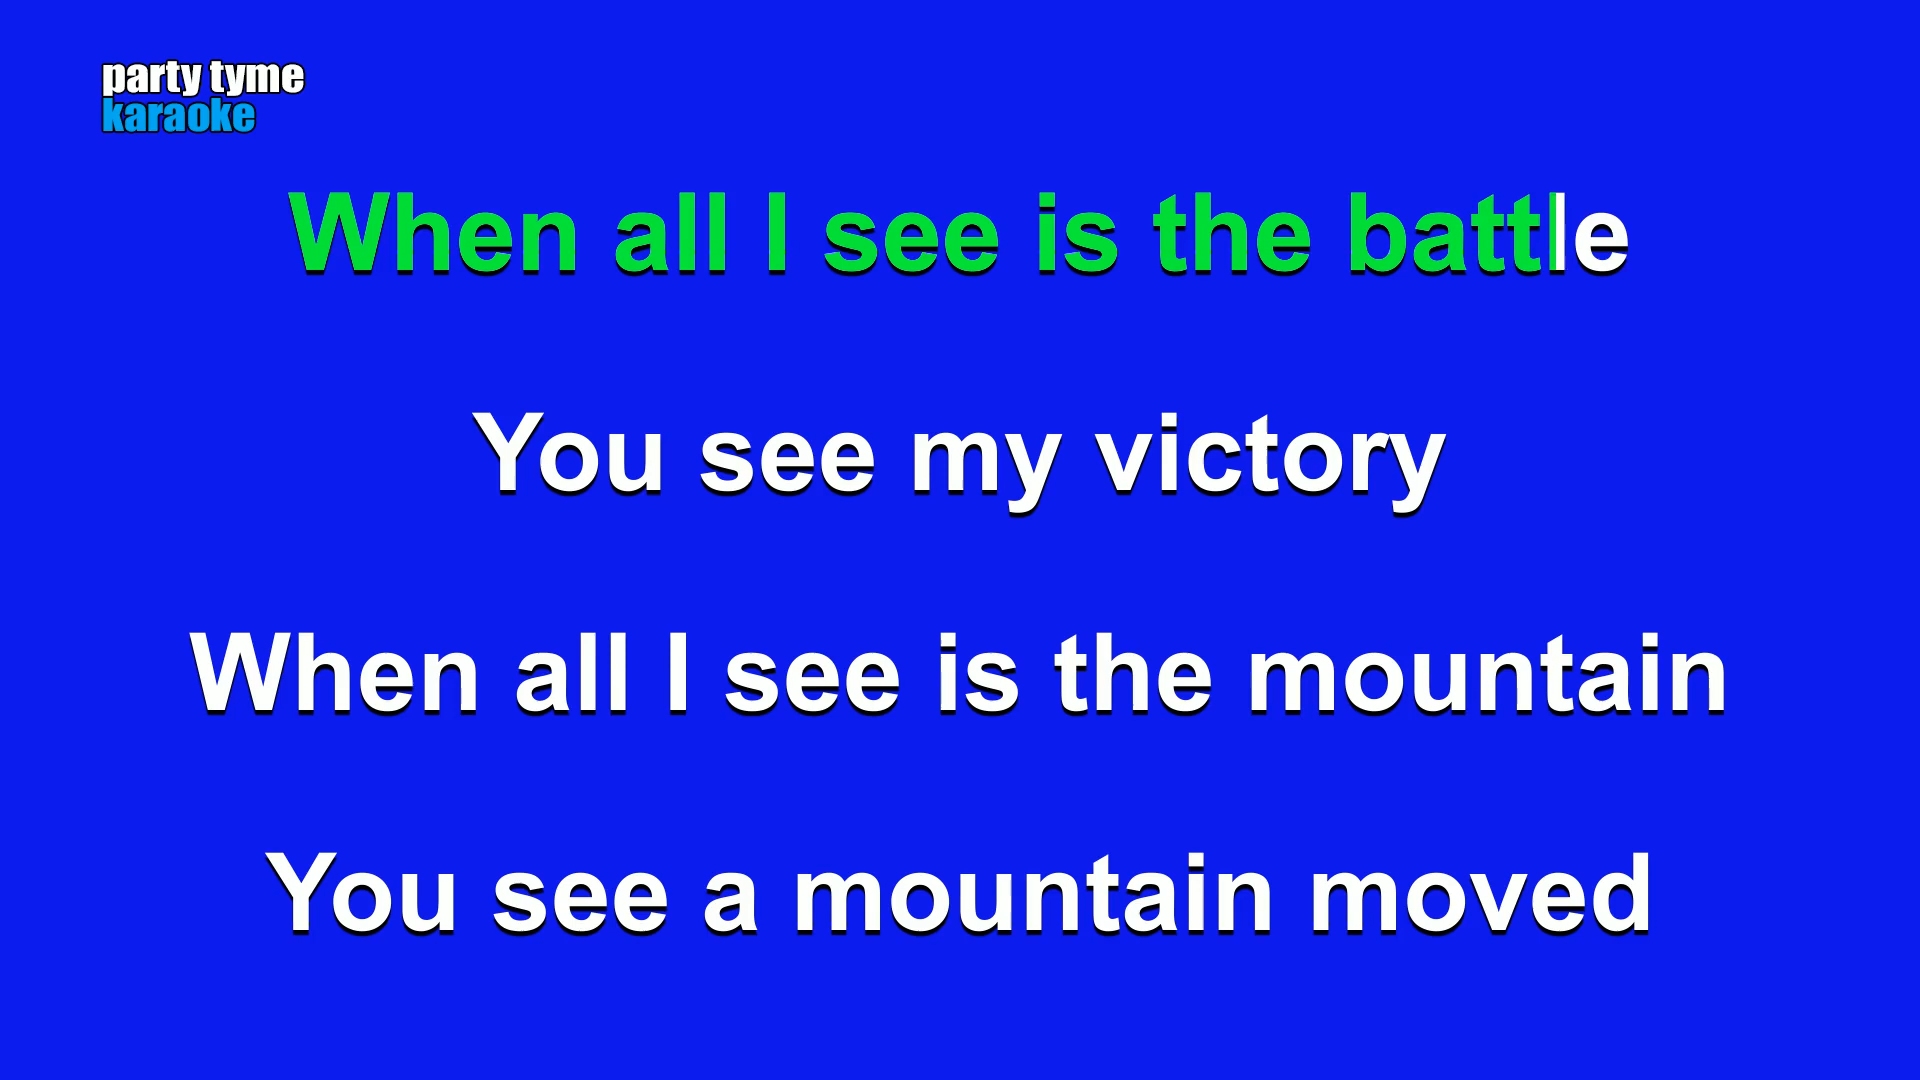 party tyme
karaoke
When all I see is the battle
You see my victory
When all I see is the mountain
You see a mountain moved